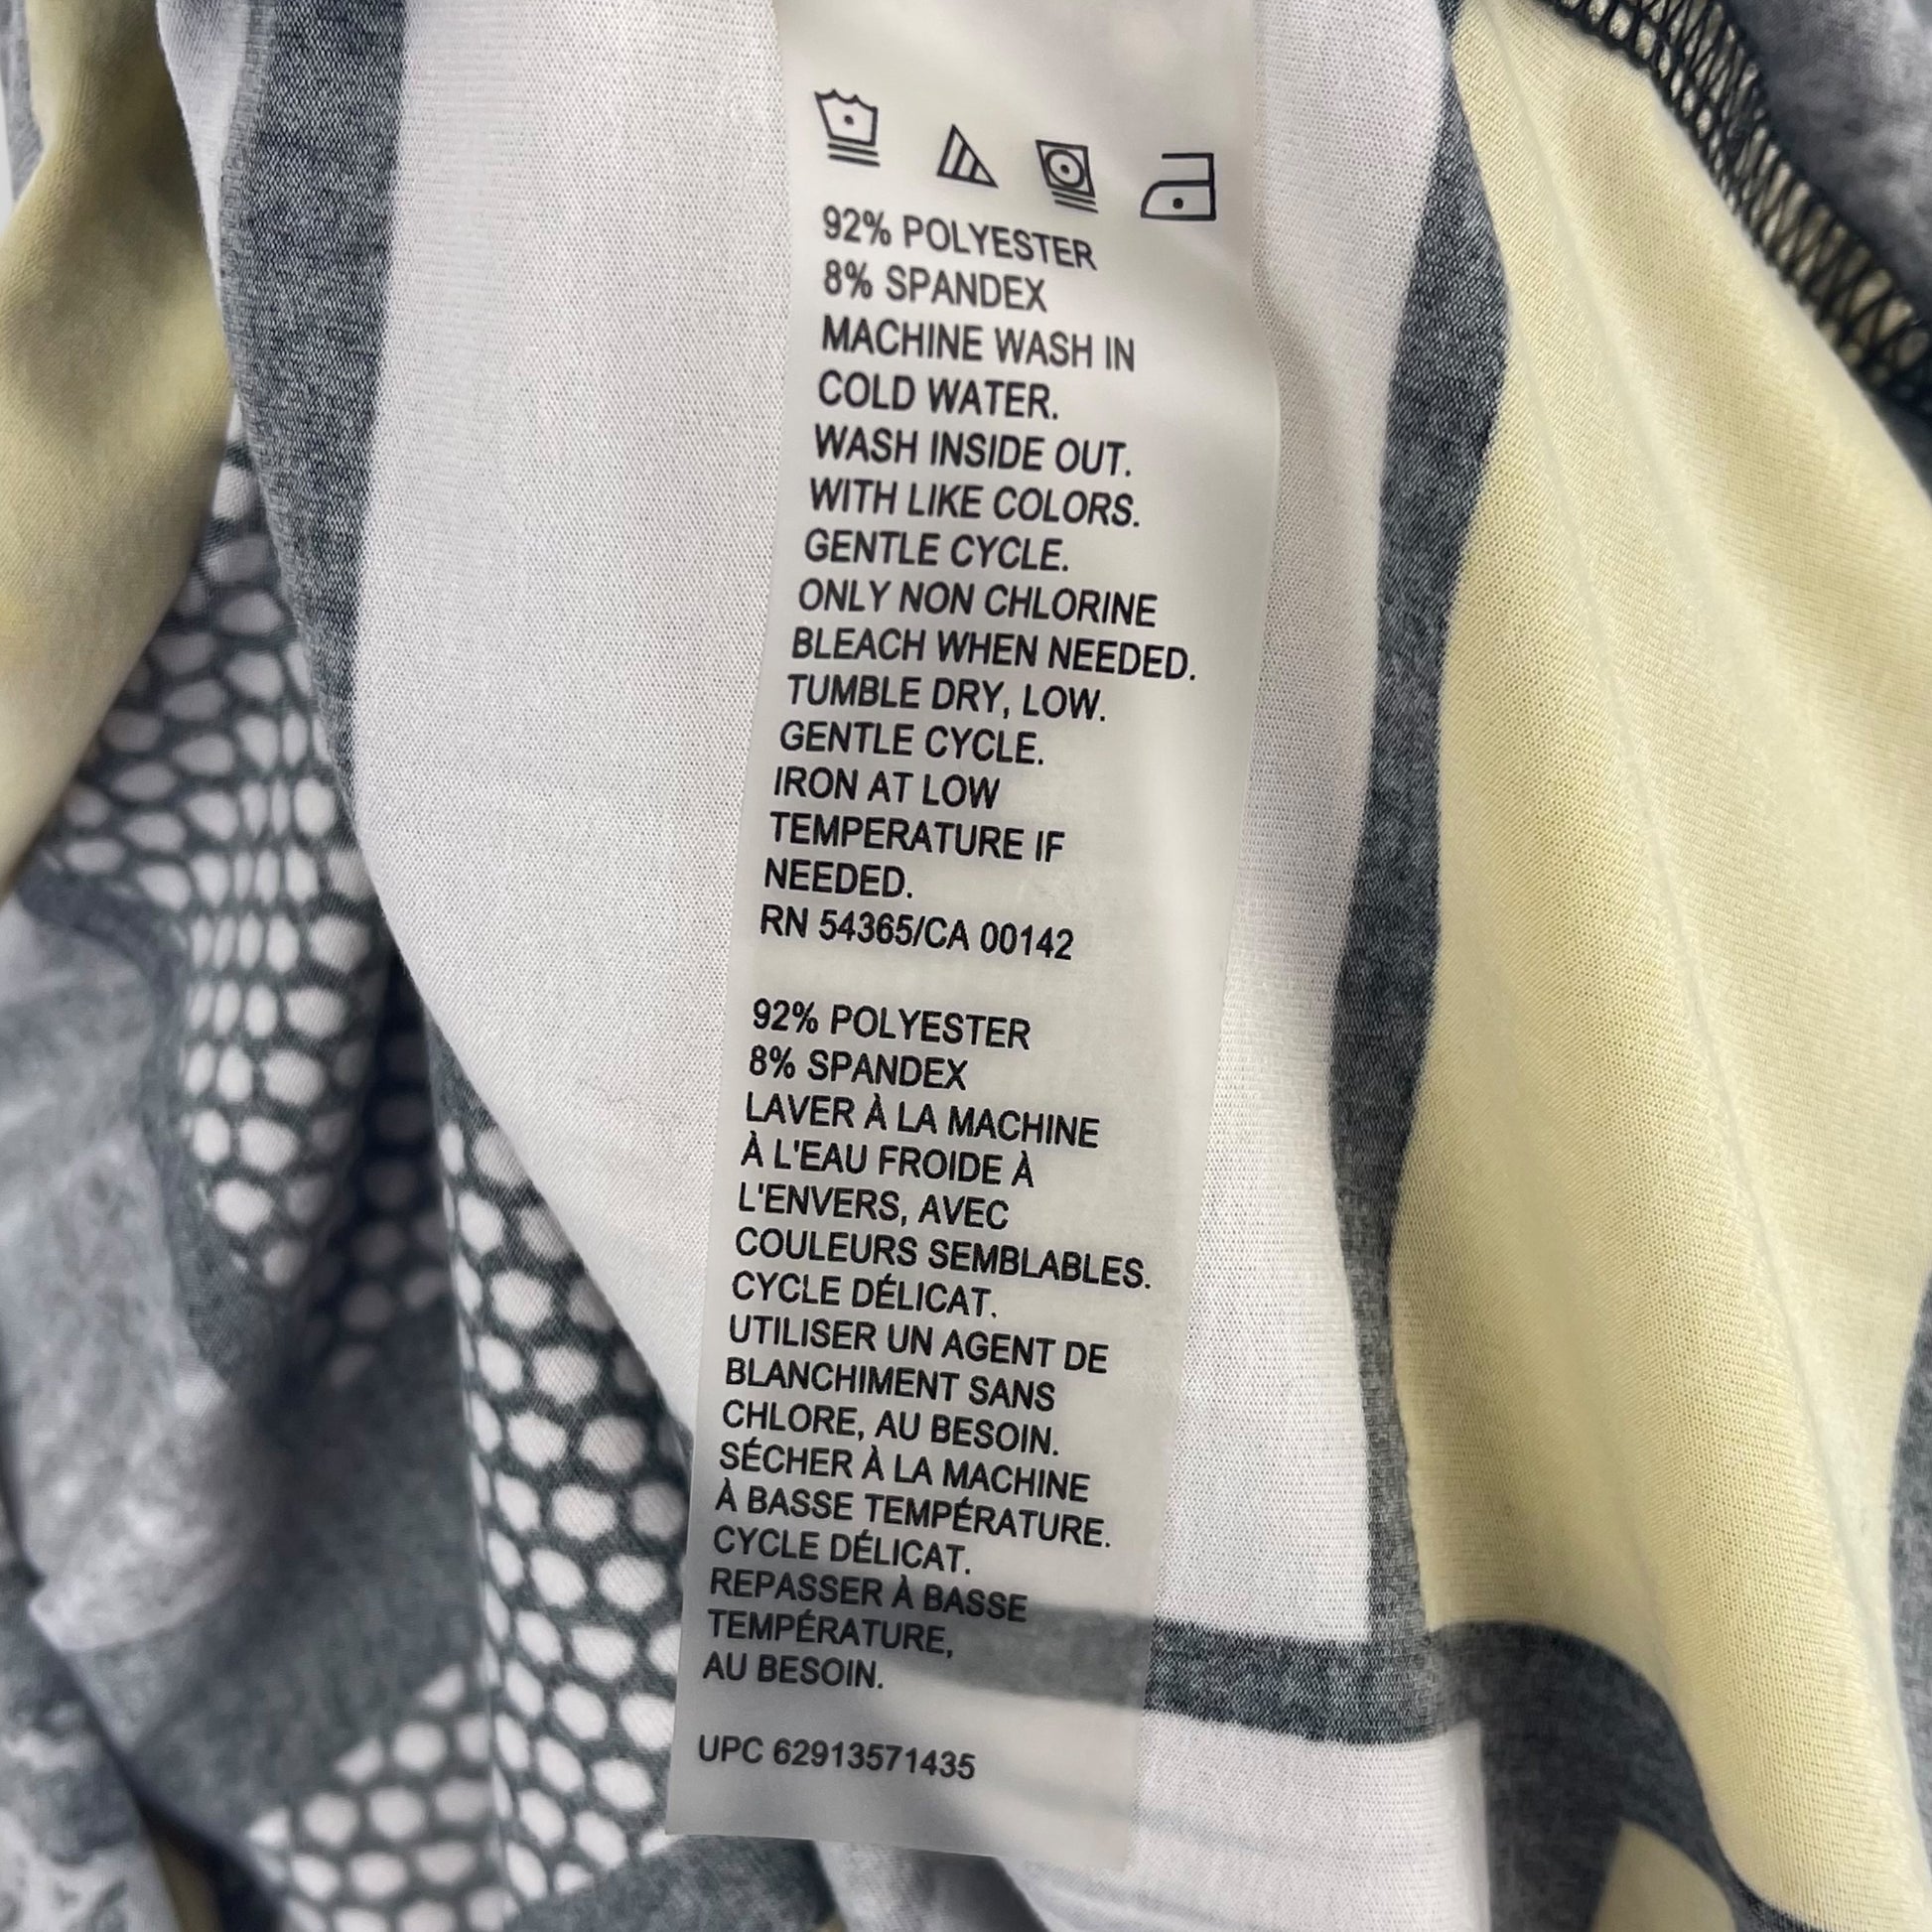 92% POLYESTER
8% SPANDEX
MACHINE WASH IN
COLD WATER.
WASH INSIDE OUT.
WITH LIKE COLORS.
GENTLE CYCLE.
ONLY NON CHLORINE
BLEACH WHEN NEEDED.
TUMBLE DRY, LOW.
GENTLE CYCLE.
IRON AT LOW
TEMPERATURE IF
NEEDED.
RN 54365/CA 00142
92% POLYESTER
8% SPANDEX
LAVER À LA MACHINE
À L'EAU FROIDE À
L'ENVERS, AVEC
COULEURS SEMBLABLES.
CYCLE DÉLICAT.
UTILISER UN AGENT DE
BLANCHIMENT SANS
CHLORE, AU BESOIN.
SÉCHER À LA MACHINE
À BASSE TEMPÉRATURE.
CYCLE DÉLICAT.
REPASSER À BASSE
TEMPÉRATURE,
AU BESOIN.
UPC 62913571435